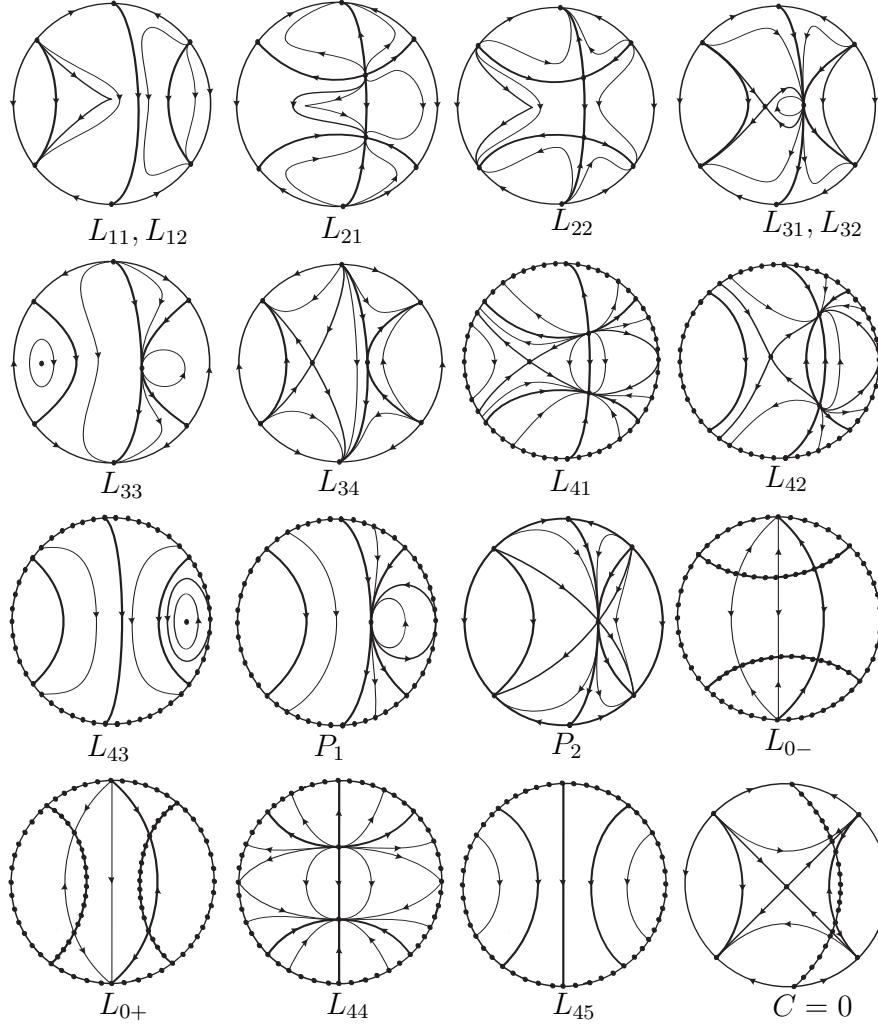 L₁₁, L₁₂ L₂₁ L₂₂ L₃₁, L₃₂
L₃₃ L₃₄ L₄₁ L₄₂
L₄₃ P₁ P₂ L₀₋
L₀₊ L₄₄ L₄₅ C = 0